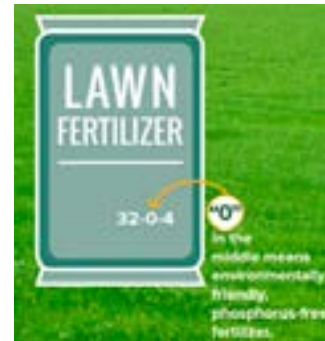 LAWN
FERTILIZER
32-0-4
"0"
in the
middle means
environmentally
friendly,
phosphorus-free
fertilizer.